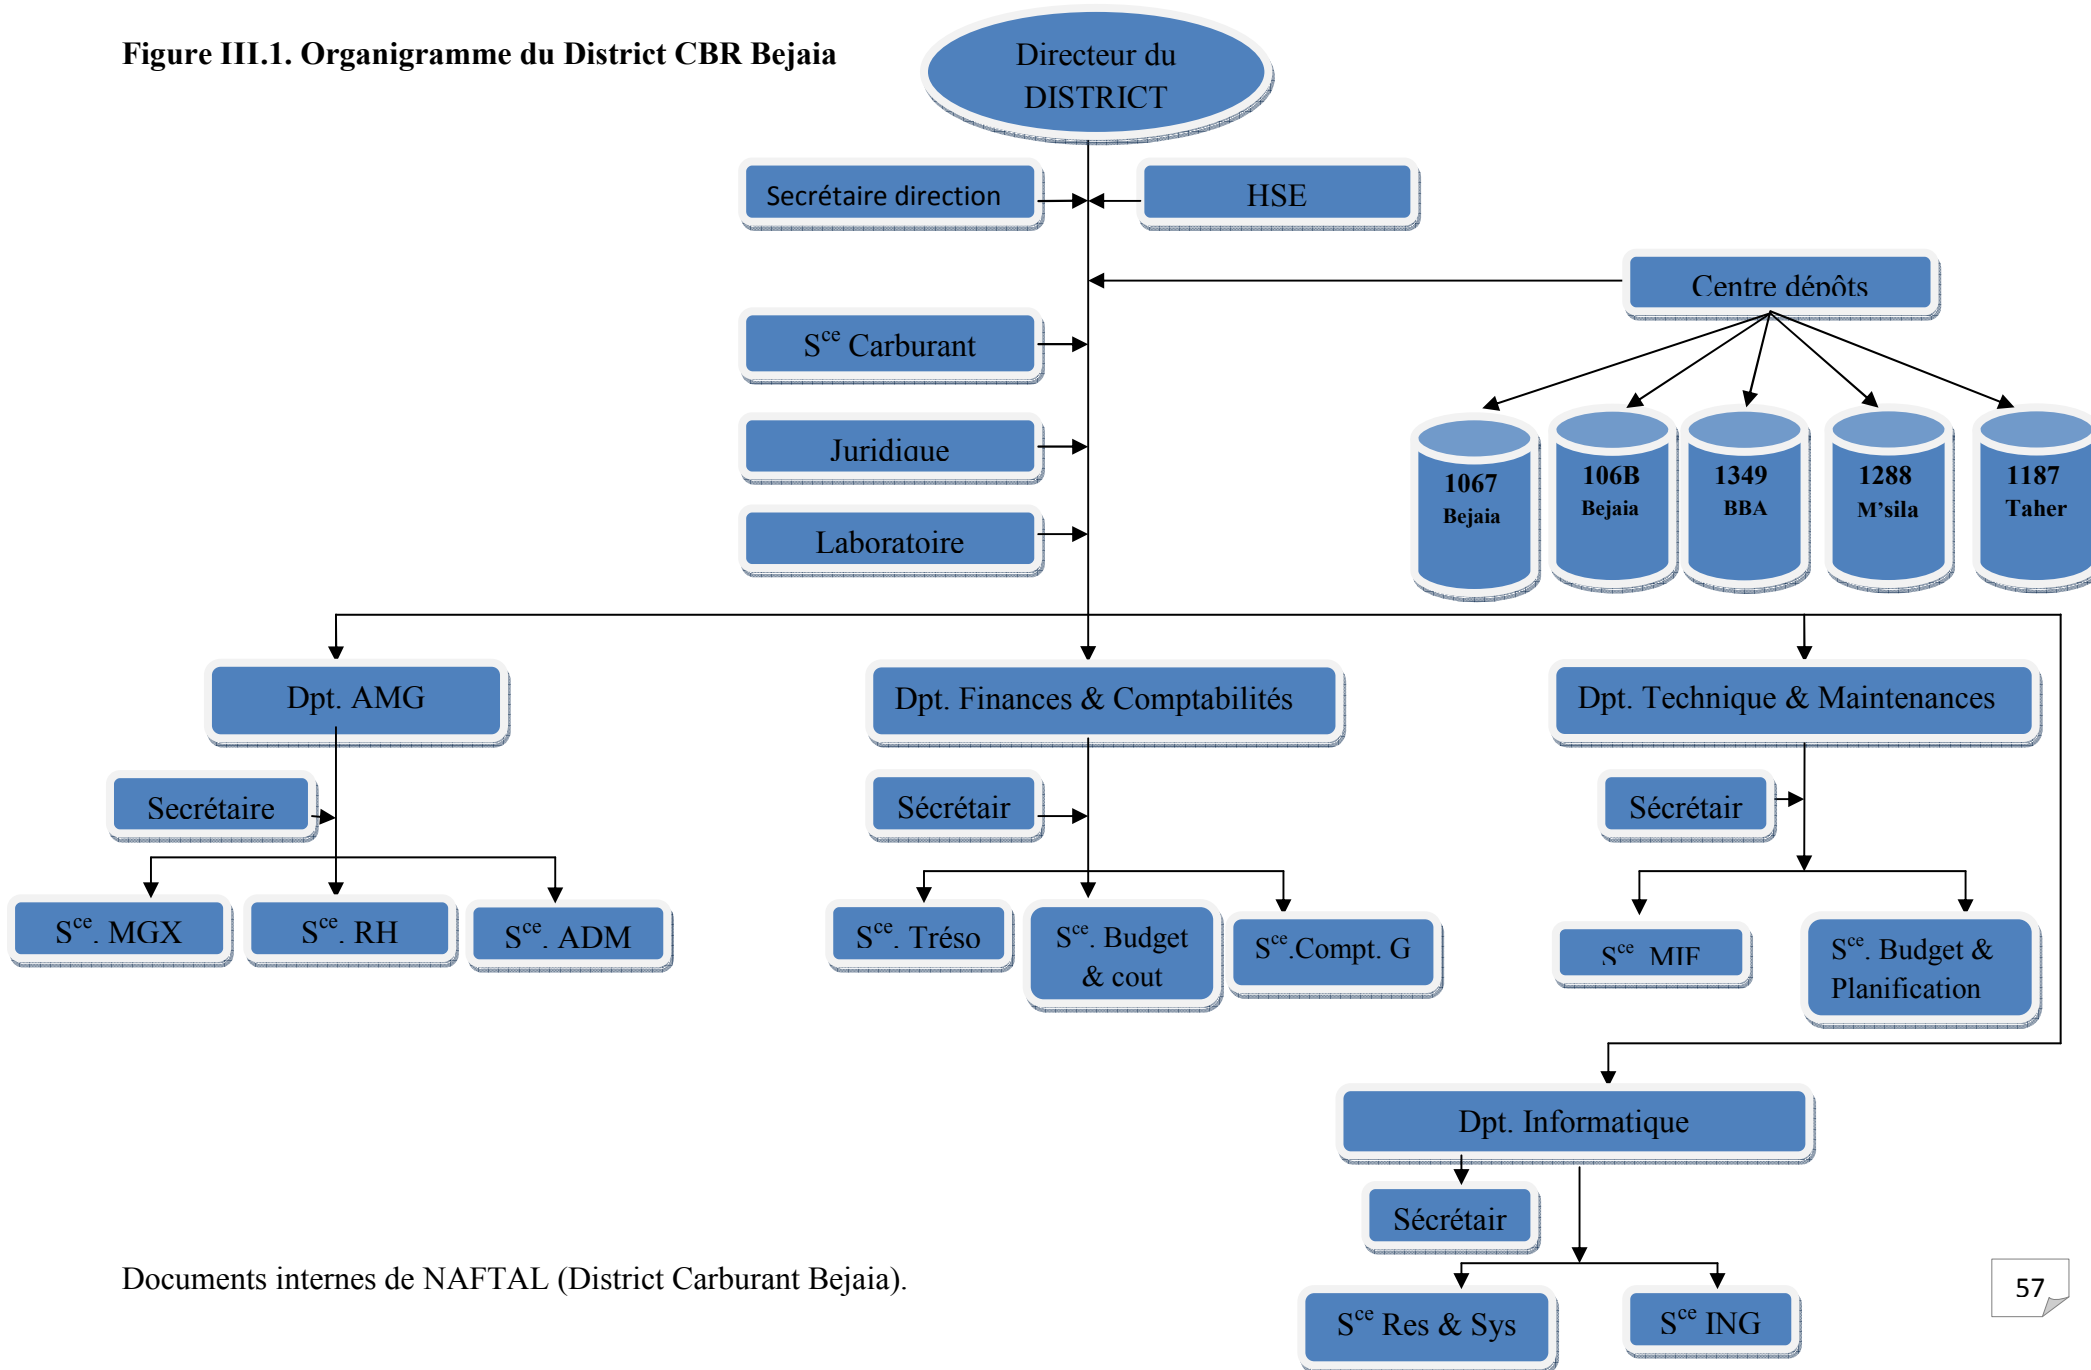 Figure III.1. Organigramme du District CBR Bejaia
Directeur du
DISTRICT
Secrétaire direction
HSE
Centre dépôts
Sce Carburant
Juridique
Laboratoire
1067
Bejaia
106B
Bejaia
1349
BBA
1288
M’sila
1187
Taher
Dpt. AMG
Dpt. Finances & Comptabilités
Dpt. Technique & Maintenances
Secrétaire
Sécrétair
Sécrétair
Sce. MGX
Sce. RH
Sce. ADM
Sce. Tréso
Sce. Budget
& cout
Sce.Compt. G
Sce MIF
Sce. Budget &
Planification
Dpt. Informatique
Sécrétair
Sce Res & Sys
Sce ING
Documents internes de NAFTAL (District Carburant Bejaia).
57